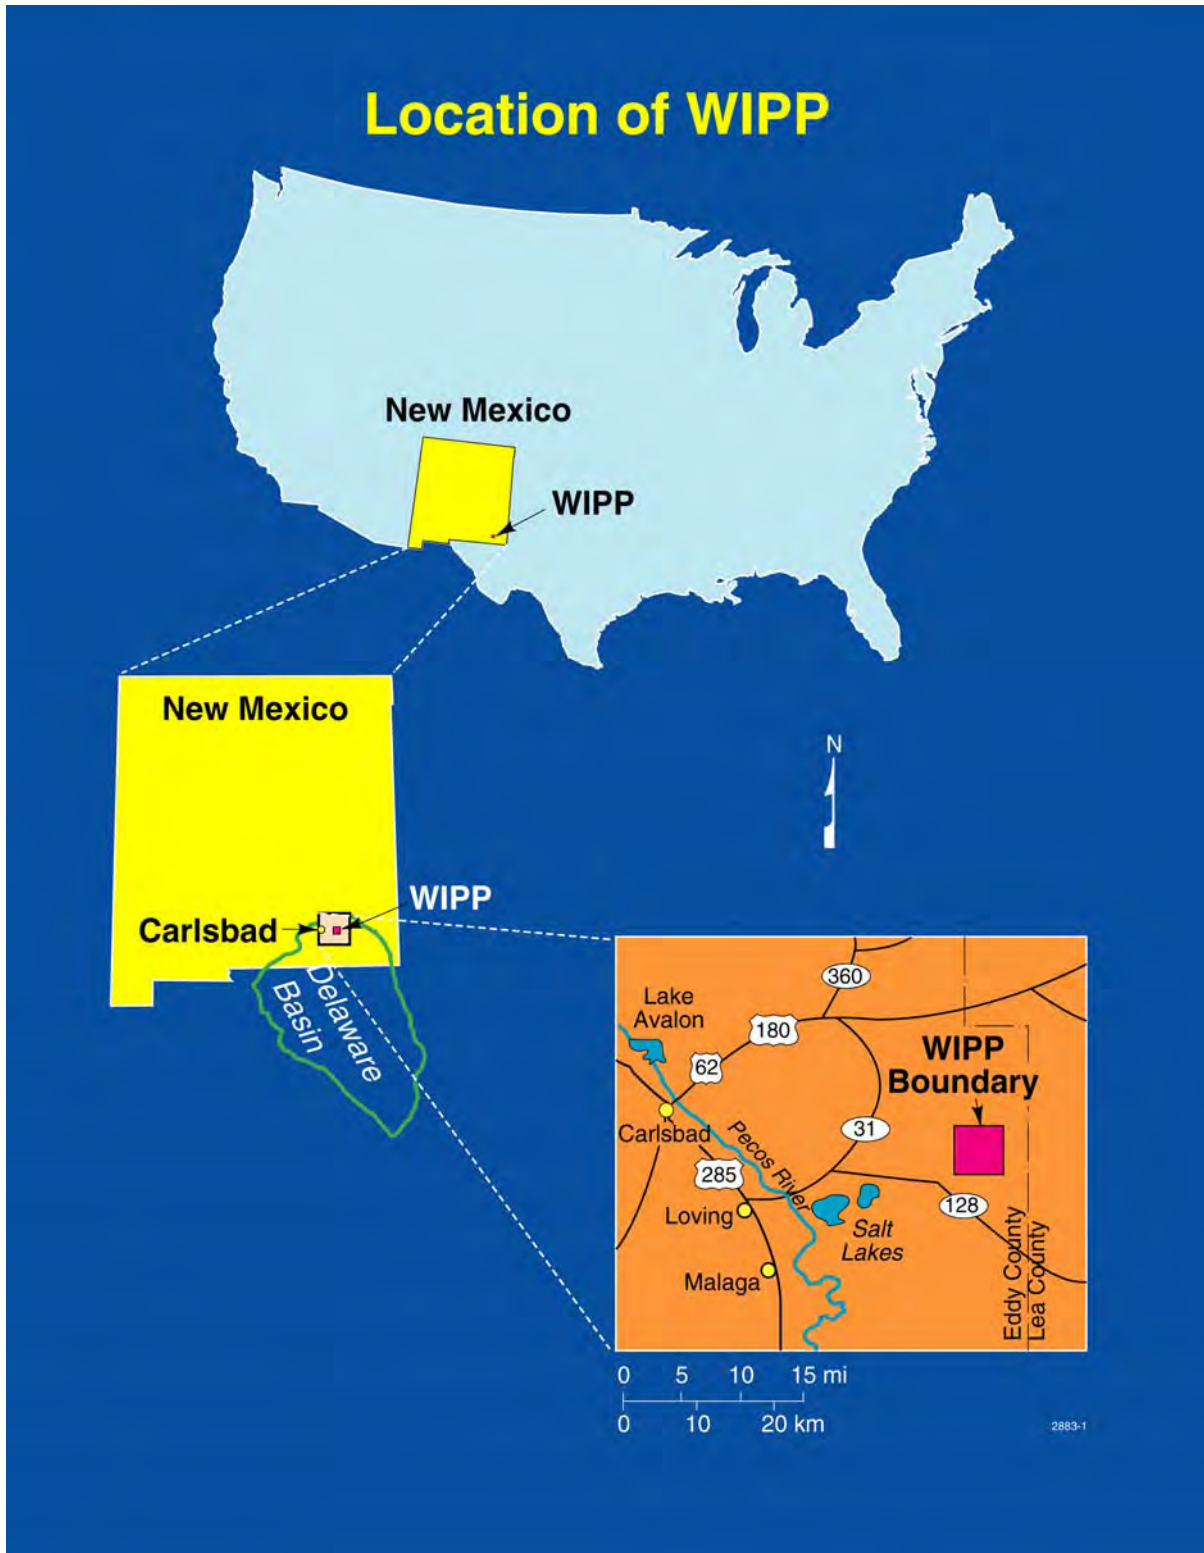 Location of WIPP
New Mexico
WIPP
New Mexico
N
WIPP
Carlsbad
Delaware
Basin
360
Lake
Avalon
180
WIPP
Boundary
62
Carlsbad
31
Pecos River
285
128
Loving
Salt
Lakes
Malaga
Eddy County
Lea County
0 5 10 15 mi
0 10 20 km
2883-1